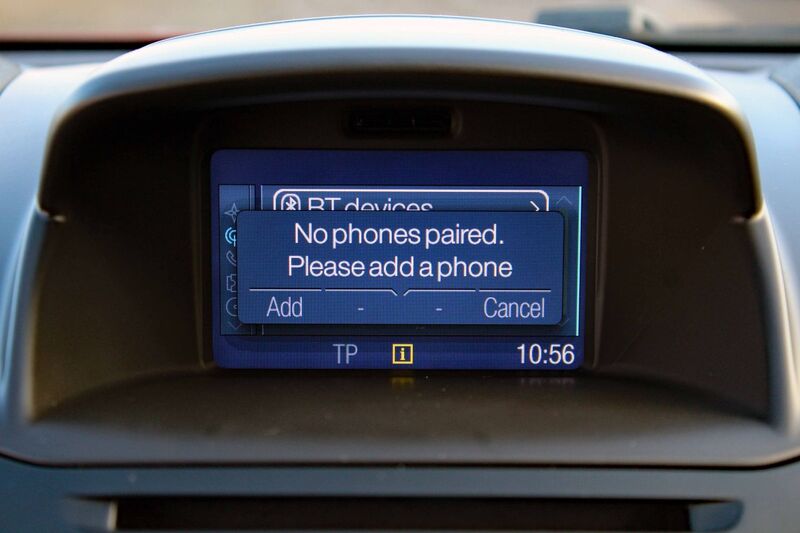 BT devices
No phones paired.
Please add a phone
Add - - Cancel
TP i 10:56